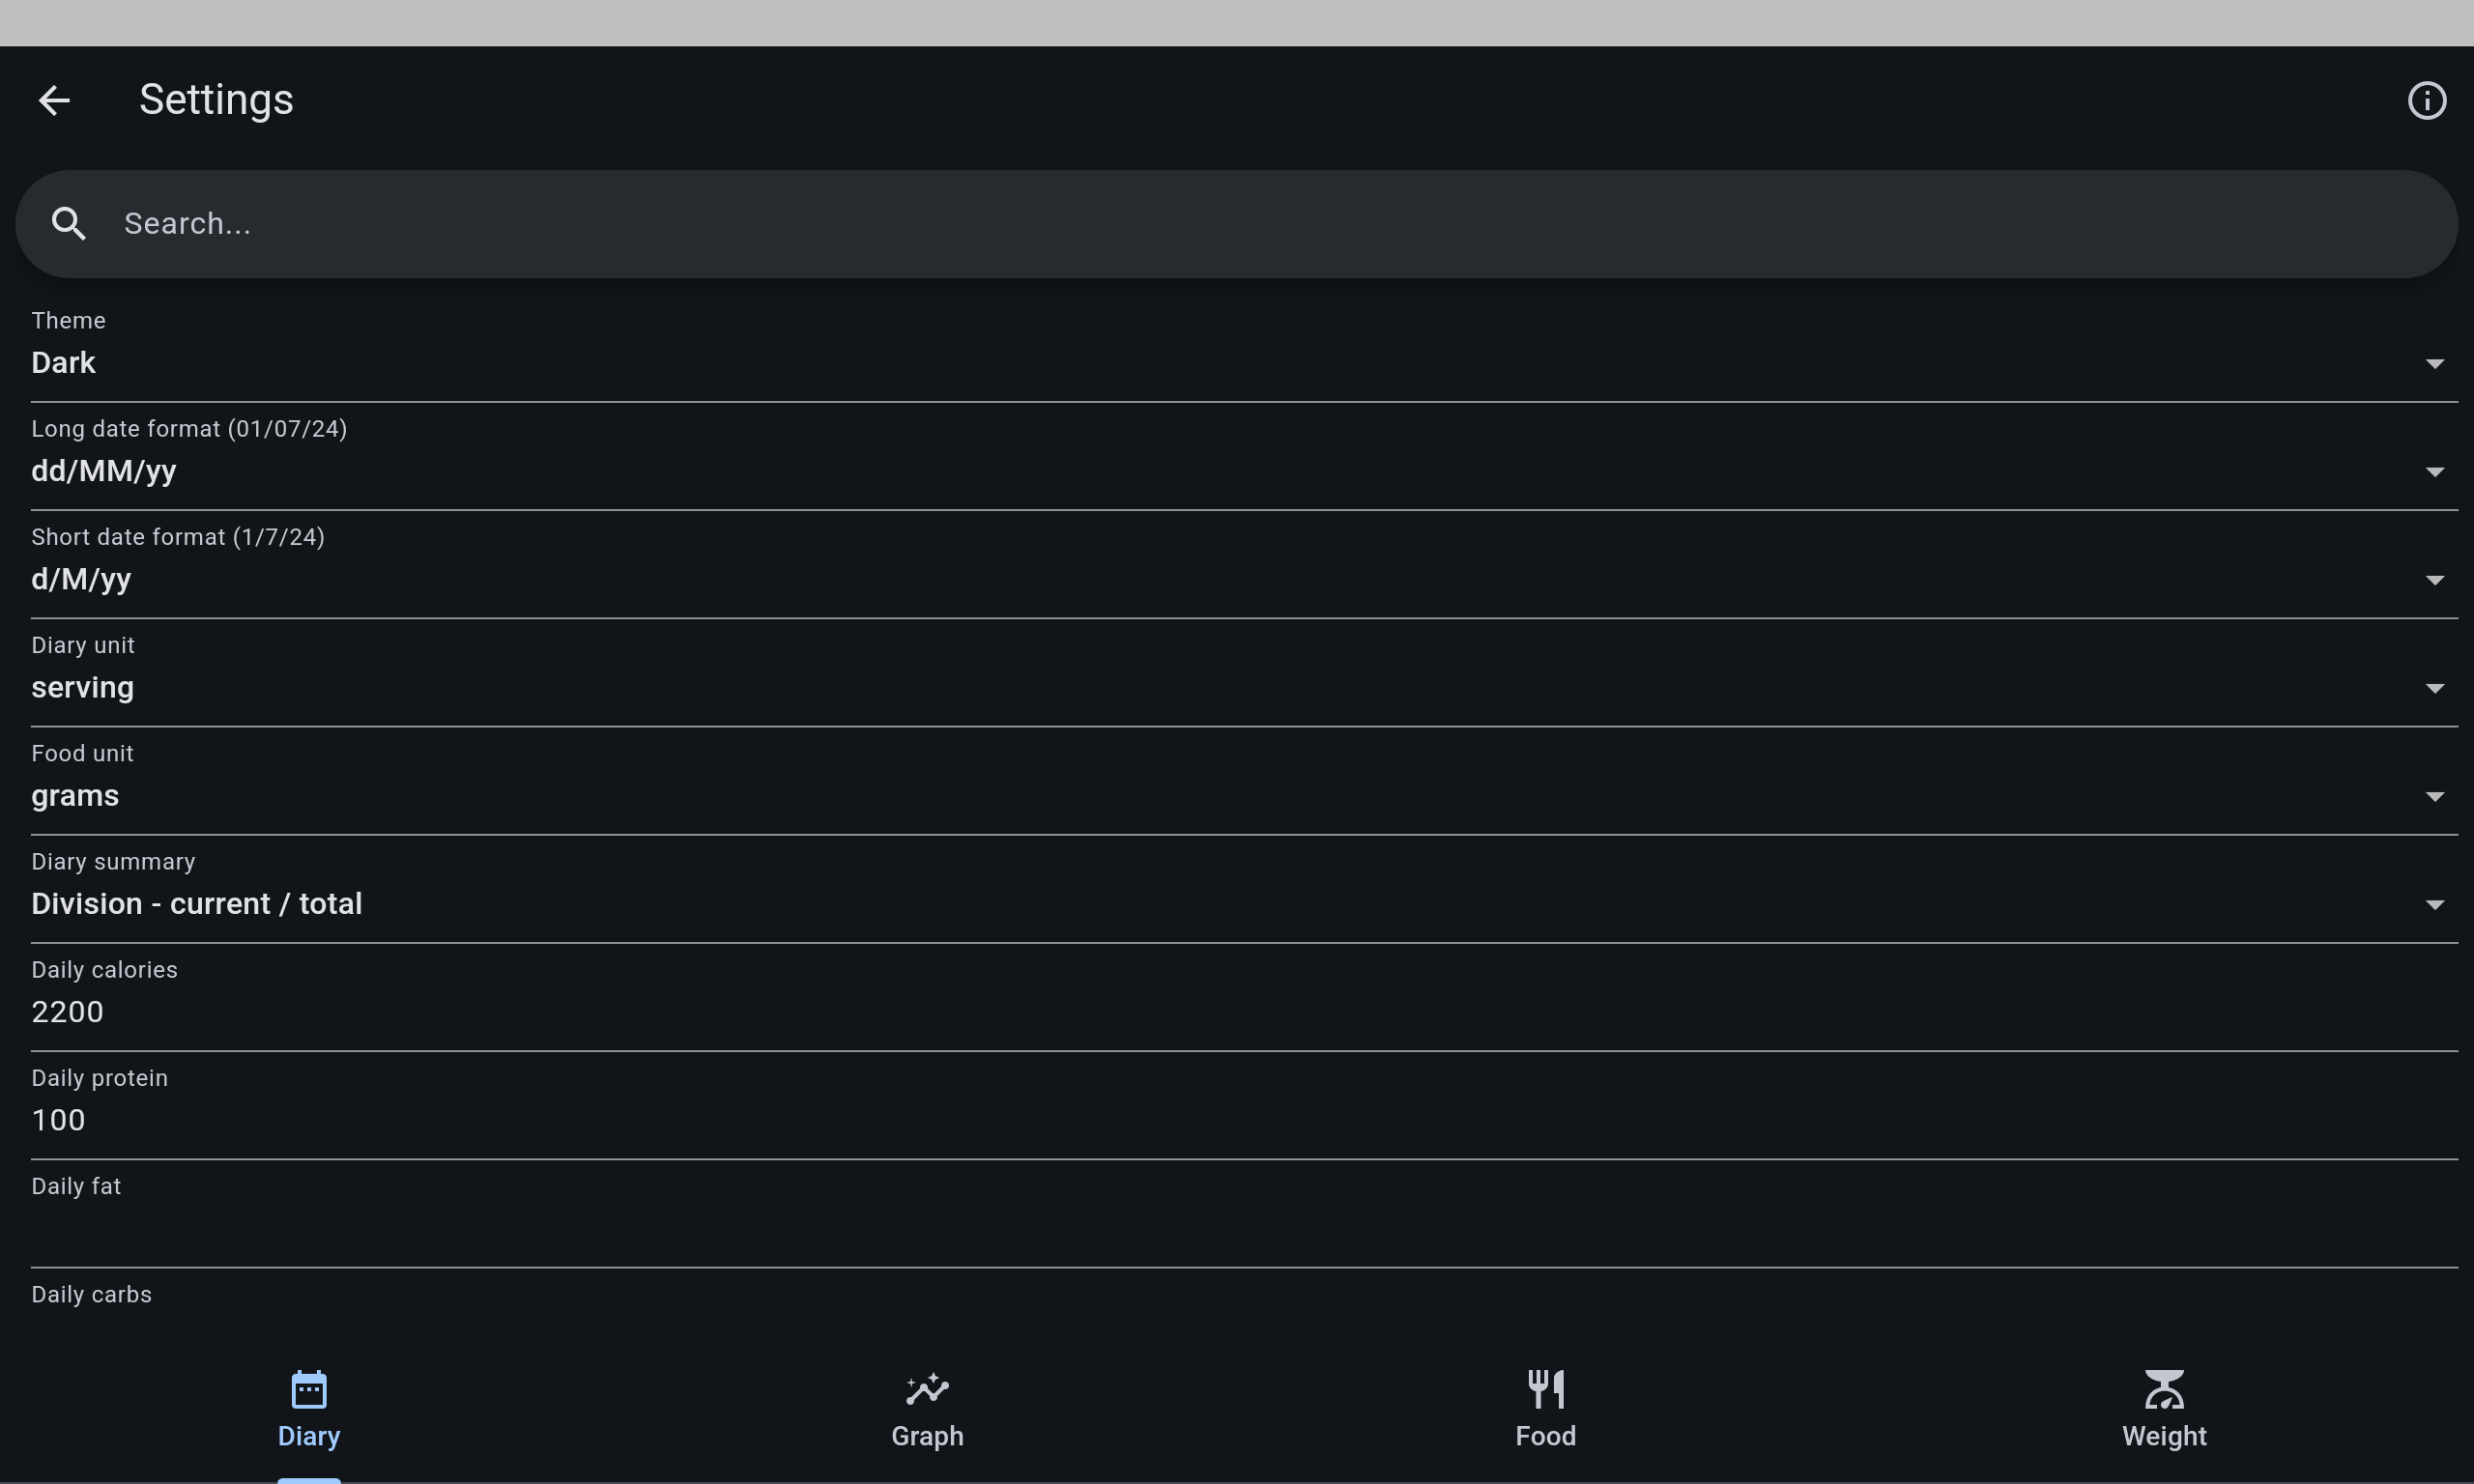 Settings
Search...
Theme
Dark
Long date format (01/07/24)
dd/MM/yy
Short date format (1/7/24)
d/M/yy
Diary unit
serving
Food unit
grams
Diary summary
Division - current / total
Daily calories
2200
Daily protein
100
Daily fat
Daily carbs
Diary
Graph
Food
Weight